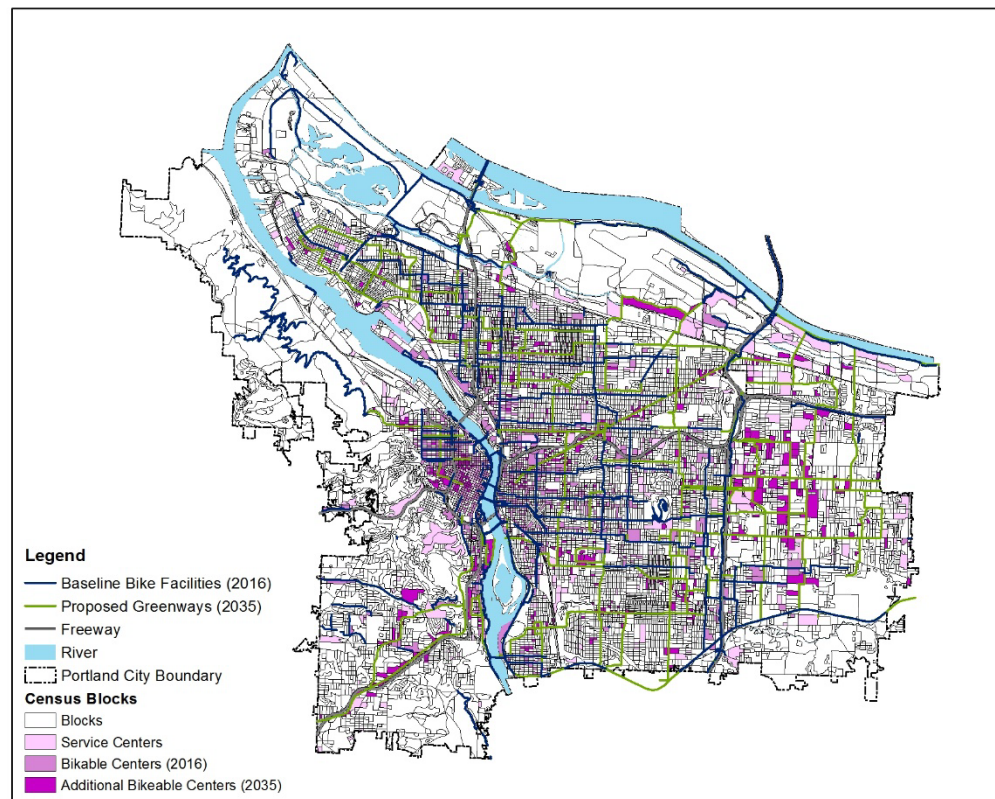 Legend
Baseline Bike Facilities (2016)
Proposed Greenways (2035)
Freeway
River
Portland City Boundary
Census Blocks
Blocks
Service Centers
Bikable Centers (2016)
Additional Bikeable Centers (2035)